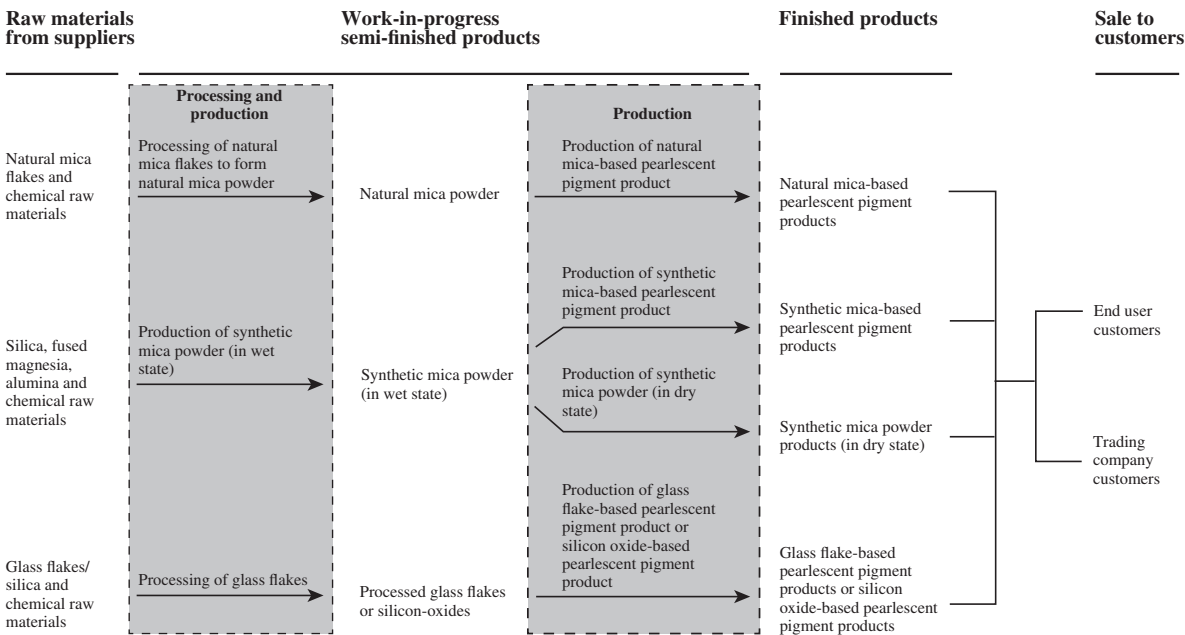 Raw materials
from suppliers
Work-in-progress
semi-finished products
Finished products
Sale to
customers
Processing and
production
Production
Natural mica
flakes and
chemical raw
materials
Processing of natural
mica flakes to form
natural mica powder
Natural mica powder
Production of natural
mica-based pearlescent
pigment product
Natural mica-based
pearlescent pigment
products
Silica, fused
magnesia,
alumina and
chemical raw
materials
Production of synthetic
mica powder (in wet
state)
Synthetic mica powder
(in wet state)
Production of synthetic
mica-based pearlescent
pigment product
Synthetic mica-based
pearlescent pigment
products
Production of synthetic
mica powder (in dry
state)
Synthetic mica powder
products (in dry state)
Glass flakes/
silica and
chemical raw
materials
Processing of glass flakes
Processed glass flakes
or silicon-oxides
Production of glass
flake-based pearlescent
pigment product or
silicon oxide-based
pearlescent pigment
product
Glass flake-based
pearlescent pigment
products or silicon
oxide-based pearlescent
pigment products
End user
customers
Trading
company
customers